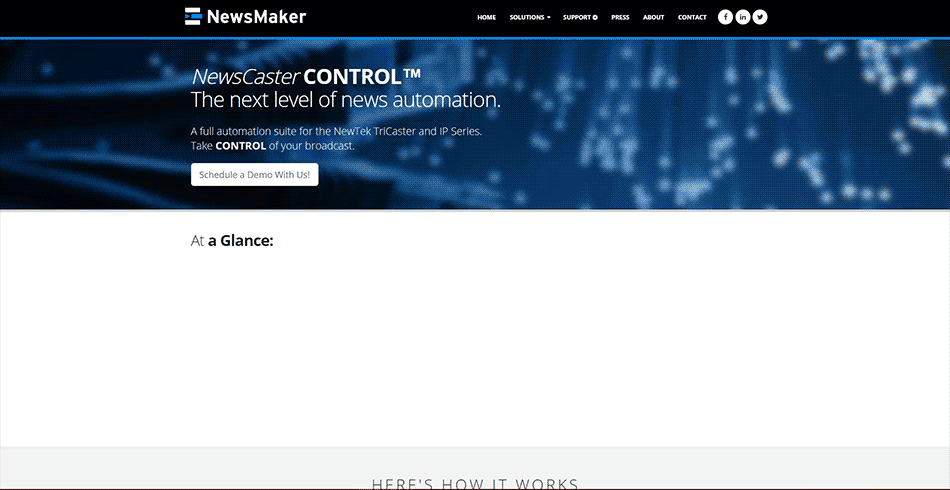 NewsMaker
HOME SOLUTIONS SUPPORT PRESS ABOUT CONTACT
NewsCaster CONTROL™
The next level of news automation.
A full automation suite for the NewTek TriCaster and IP Series.
Take CONTROL of your broadcast.
Schedule a Demo With Us!
At a Glance:
HERE'S HOW IT WORKS